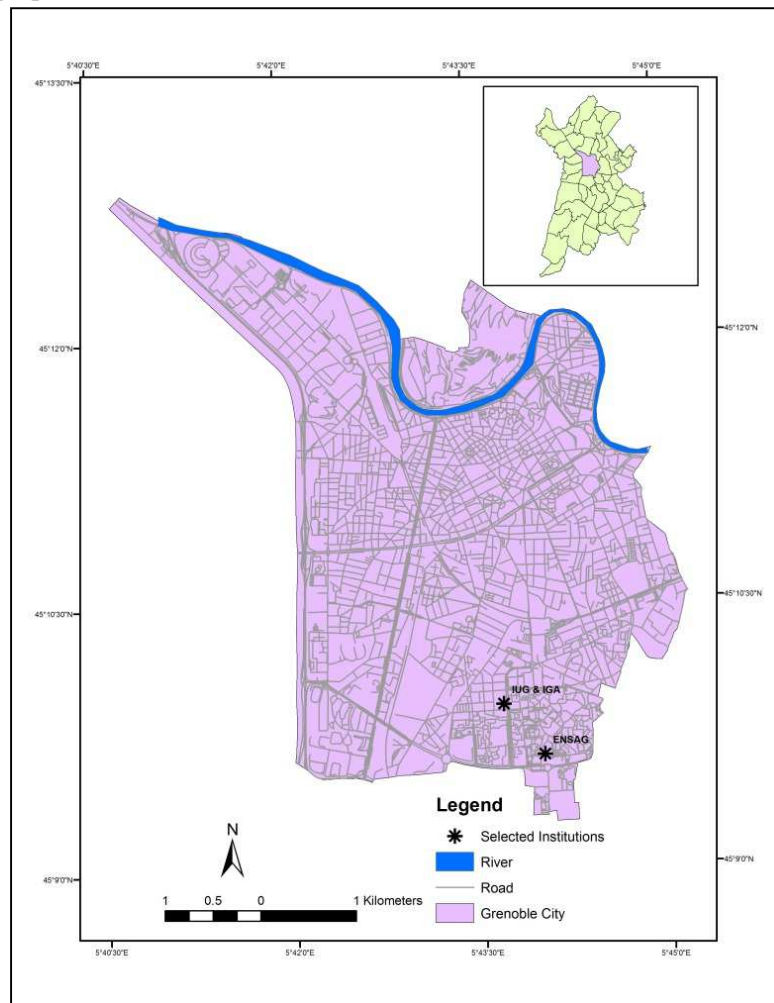 5°40'30"E 5°42'0"E 5°43'30"E 5°45'0"E
45°13'30"N
45°12'0"N 45°12'0"N
45°10'30"N 45°10'30"N
IUG & IGA
ENSAG
Legend
Selected Institutions
River
Road
Grenoble City
N
1 0.5 0 1 Kilometers
45°9'0"N 45°9'0"N
5°40'30"E 5°42'0"E 5°43'30"E 5°45'0"E